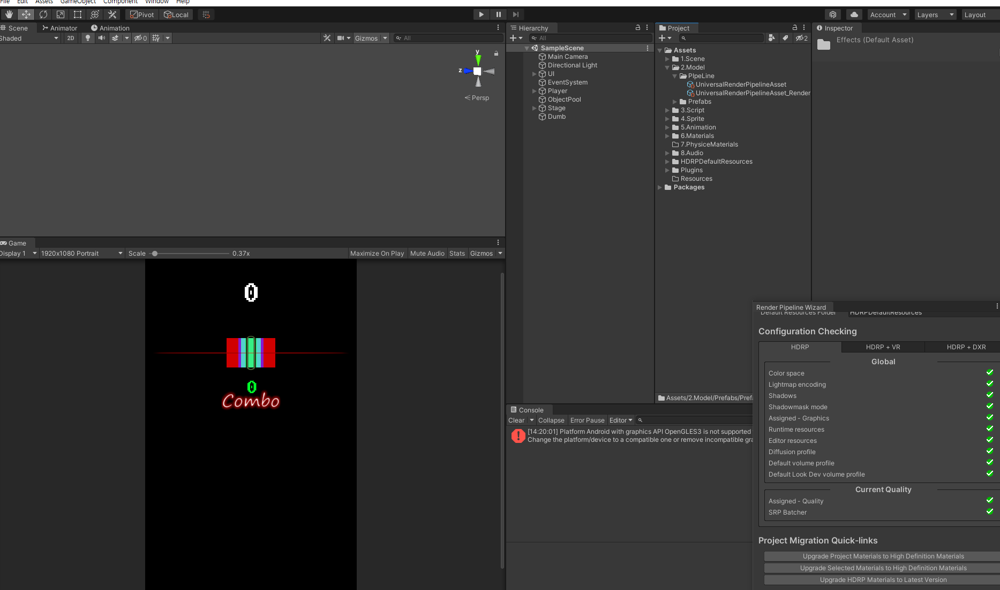 File Edit Assets GameObject Component Window Help
Pivot Local Account Layers Layout
Scene Animator Animation
Shaded 2D 0 Gizmos All
y
z
Persp
Game
Display 1 1920x1080 Portrait Scale 0.37x Maximize On Play Mute Audio Stats Gizmos
0
0
Combo
Hierarchy
All
SampleScene
Main Camera
Directional Light
UI
EventSystem
Player
ObjectPool
Stage
Dumb
Project
2
Assets
1.Scene
2.Model
PIpeLine
UniversalRenderPipelineAsset
UniversalRenderPipelineAsset_Render
Prefabs
3.Script
4.Sprite
5.Animation
6.Materials
7.PhysiceMaterials
8.Audio
HDRPDefaultResources
Plugins
Resources
Packages
Assets/2.Model/Prefabs/Prefa
Inspector
Effects (Default Asset)
Console
Clear Collapse Error Pause Editor
[14:20:01] Platform Android with graphics API OpenGLES3 is not supported
Change the platform/device to a compatible one or remove incompatible gra
Render Pipeline Wizard
Default Resources Folder HDRPDefaultResources
Configuration Checking
HDRP HDRP + VR HDRP + DXR
Global
Color space
Lightmap encoding
Shadows
Shadowmask mode
Assigned - Graphics
Runtime resources
Editor resources
Diffusion profile
Default volume profile
Default Look Dev volume profile
Current Quality
Assigned - Quality
SRP Batcher
Project Migration Quick-links
Upgrade Project Materials to High Definition Materials
Upgrade Selected Materials to High Definition Materials
Upgrade HDRP Materials to Latest Version